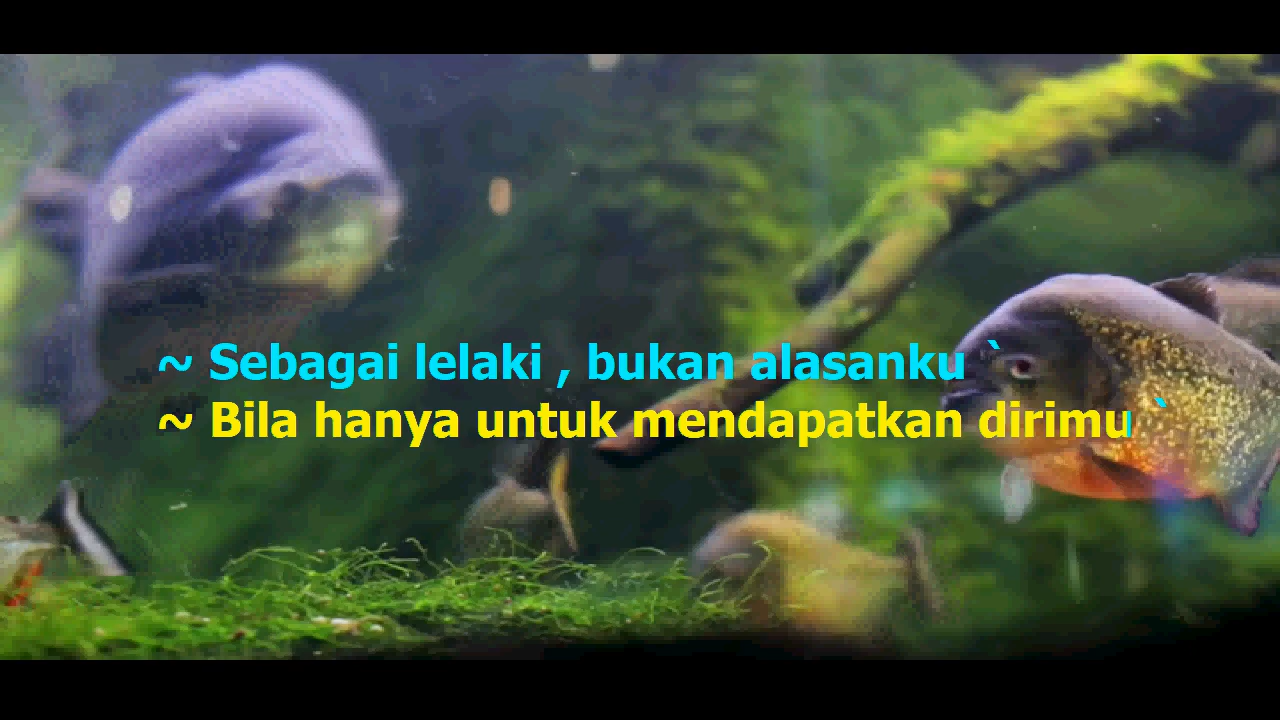 ~ Sebagai lelaki , bukan alasanku `
~ Bila hanya untuk mendapatkan dirimu `